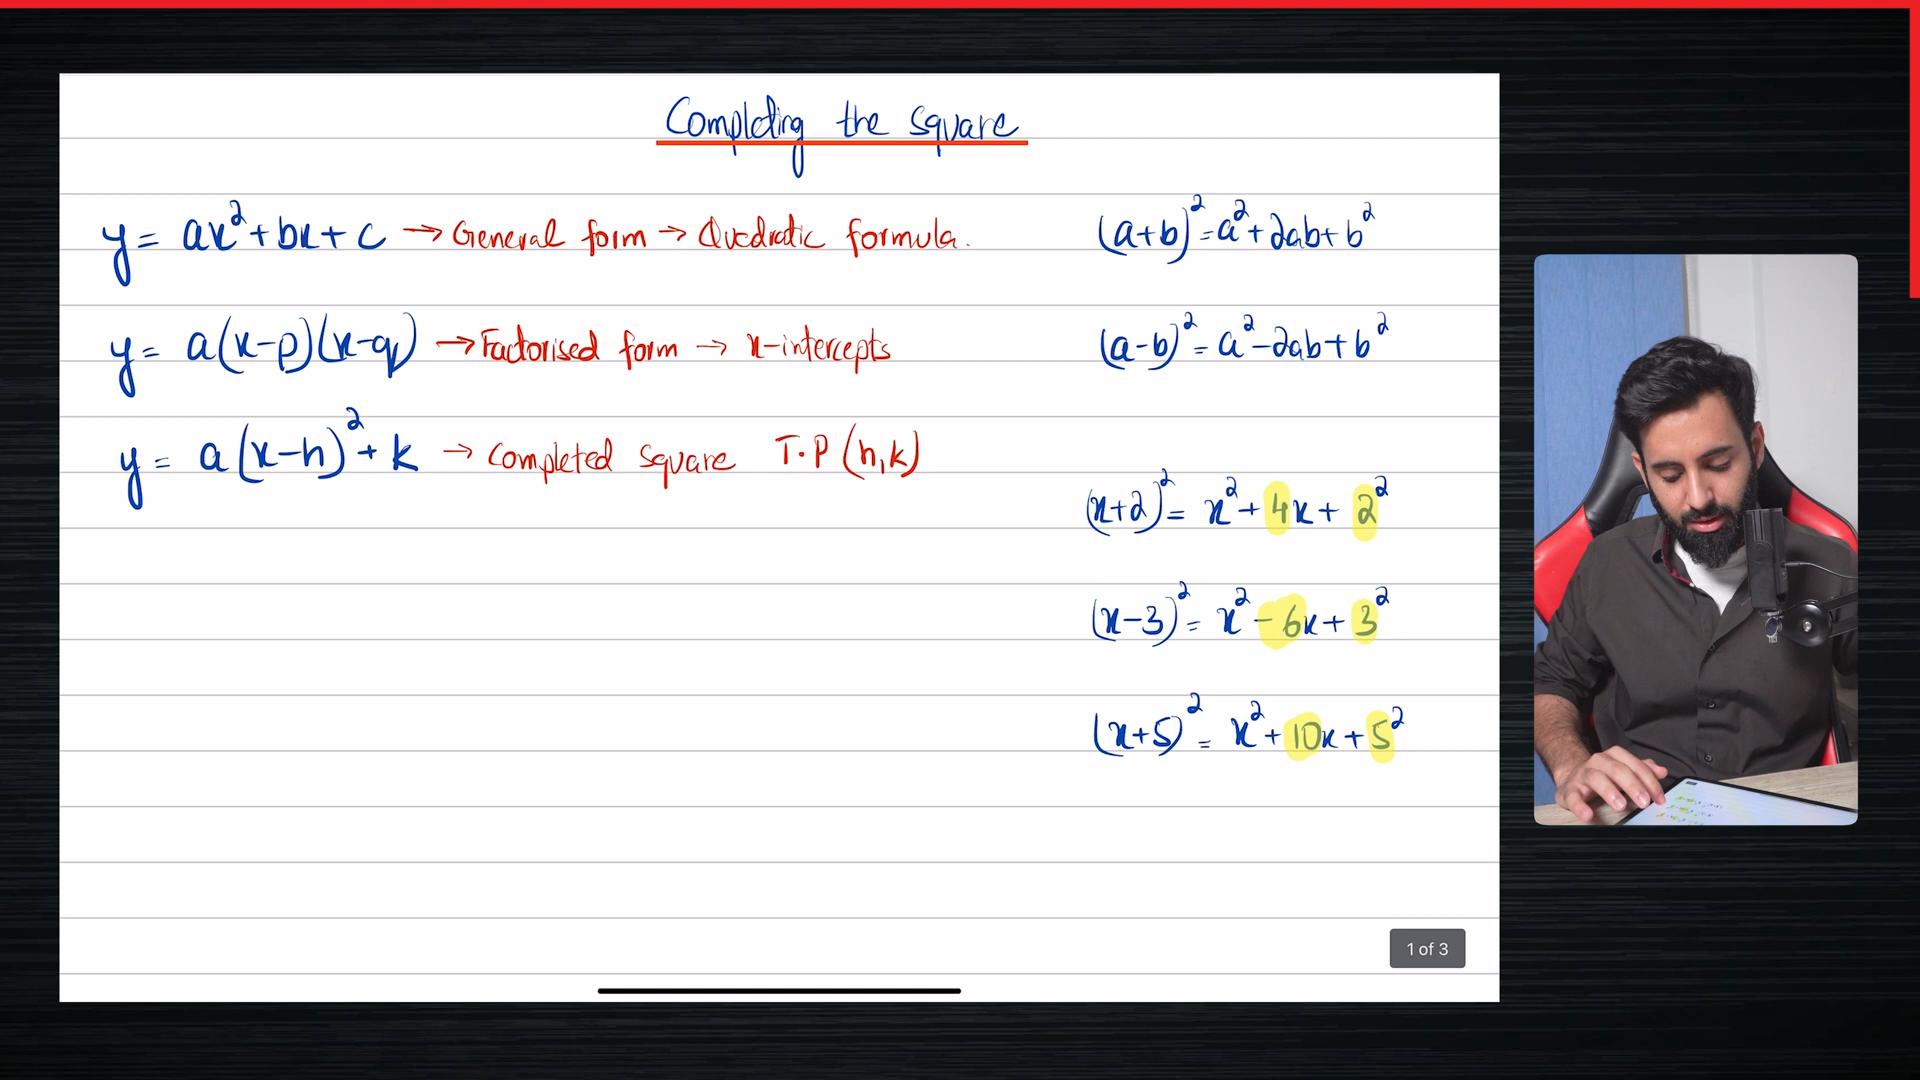 Completing the square
y = ax² + bx + c → General form → Quadratic formula.
y = a(x-p)(x-q) → Factorised form → x-intercepts
y = a(x-h)² + k → Completed square T.P (h,k)
(a+b)² = a² + 2ab + b²
(a-b)² = a² - 2ab + b²
(x+2)² = x² + 4x + 2²
(x-3)² = x² - 6x + 3²
(x+5)² = x² + 10x + 5²
1 of 3